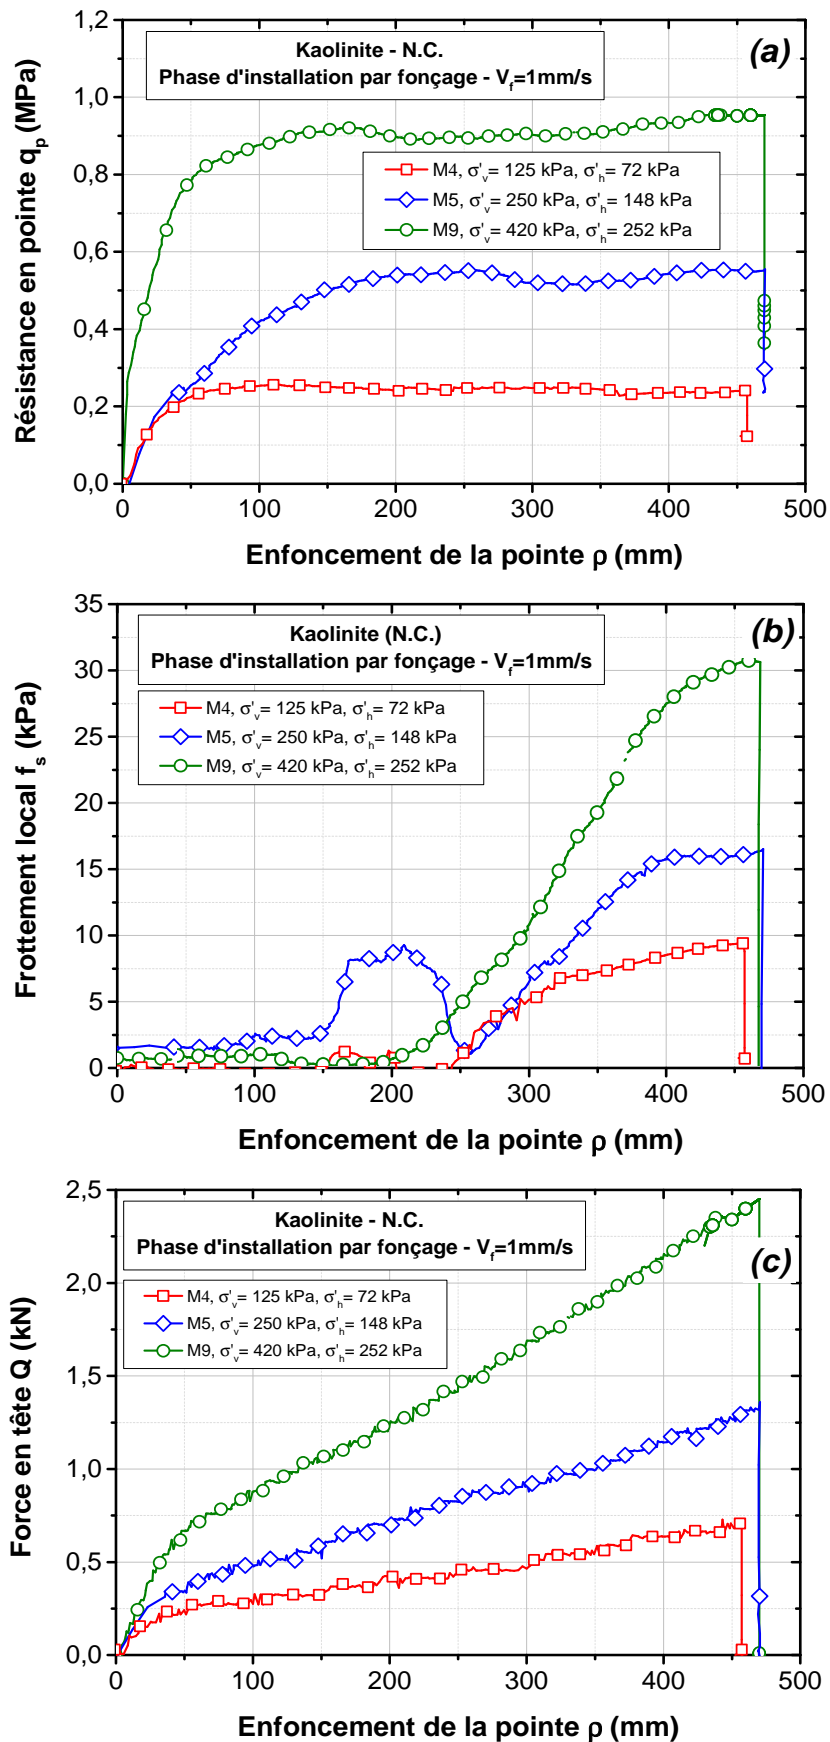 (a)
Kaolinite - N.C.
Phase d'installation par fonçage - Vf=1mm/s
M4, σ'v= 125 kPa, σ'h= 72 kPa
M5, σ'v= 250 kPa, σ'h= 148 kPa
M9, σ'v= 420 kPa, σ'h= 252 kPa
Résistance en pointe qp (MPa)
1,2
1,0
0,8
0,6
0,4
0,2
0,0
0 100 200 300 400 500
Enfoncement de la pointe ρ (mm)
(b)
Kaolinite (N.C.)
Phase d'installation par fonçage - Vf=1mm/s
M4, σ'v= 125 kPa, σ'h= 72 kPa
M5, σ'v= 250 kPa, σ'h= 148 kPa
M9, σ'v= 420 kPa, σ'h= 252 kPa
Frottement local fs (kPa)
35
30
25
20
15
10
5
0
0 100 200 300 400 500
Enfoncement de la pointe ρ (mm)
(c)
Kaolinite - N.C.
Phase d'installation par fonçage - Vf=1mm/s
M4, σ'v= 125 kPa, σ'h= 72 kPa
M5, σ'v= 250 kPa, σ'h= 148 kPa
M9, σ'v= 420 kPa, σ'h= 252 kPa
Force en tête Q (kN)
2,5
2,0
1,5
1,0
0,5
0,0
0 100 200 300 400 500
Enfoncement de la pointe ρ (mm)